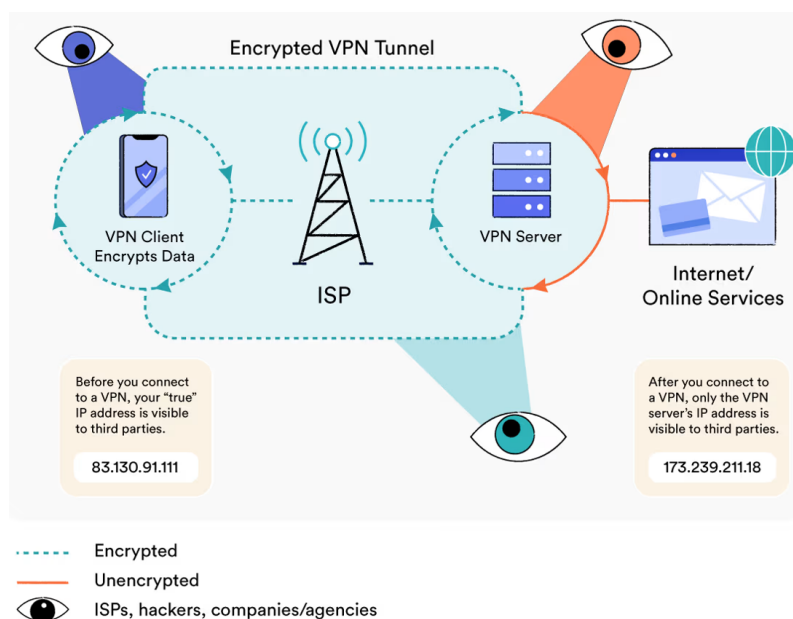 Encrypted VPN Tunnel
VPN Client
Encrypts Data
ISP
VPN Server
Internet/
Online Services
Before you connect
to a VPN, your “true”
IP address is visible
to third parties.
83.130.91.111
After you connect to
a VPN, only the VPN
server’s IP address is
visible to third parties.
173.239.211.18
Encrypted
Unencrypted
ISPs, hackers, companies/agencies